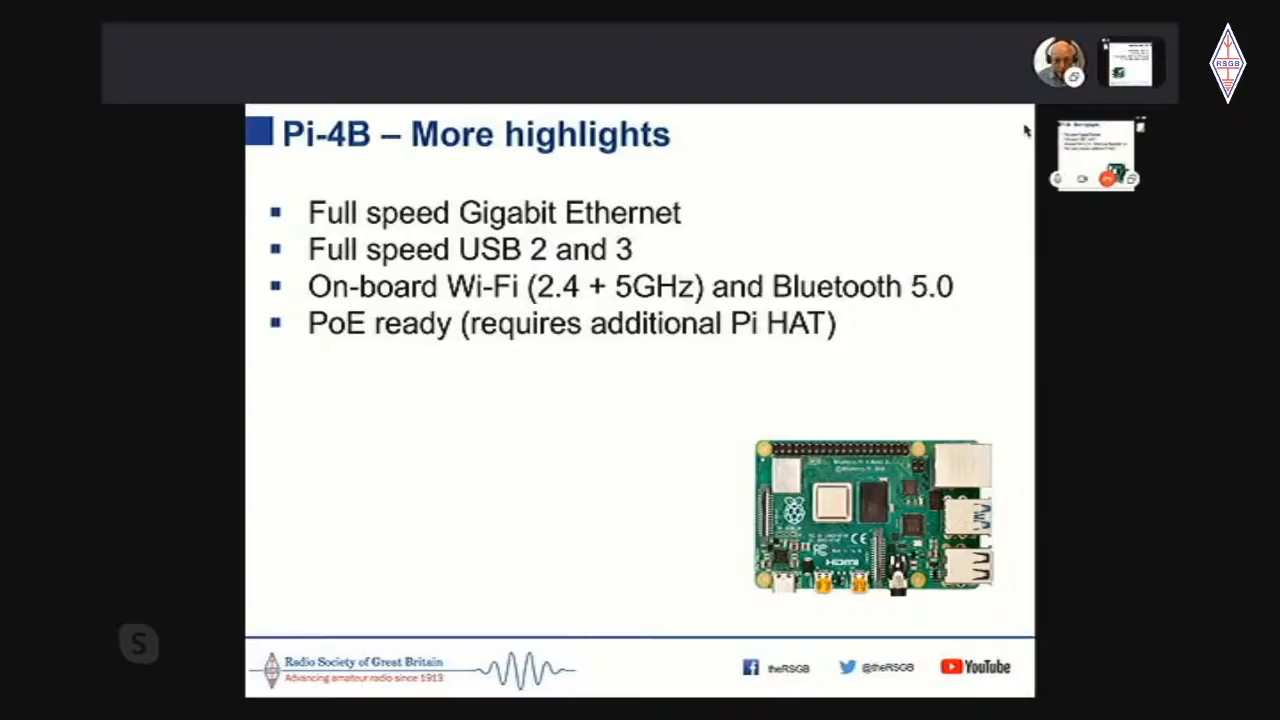 RSGB
Pi-4B – More highlights
Full speed Gigabit Ethernet
Full speed USB 2 and 3
On-board Wi-Fi (2.4 + 5GHz) and Bluetooth 5.0
PoE ready (requires additional Pi HAT)
HDMI
Radio Society of Great Britain
Advancing amateur radio since 1913
theRSGB
@theRSGB
YouTube
S